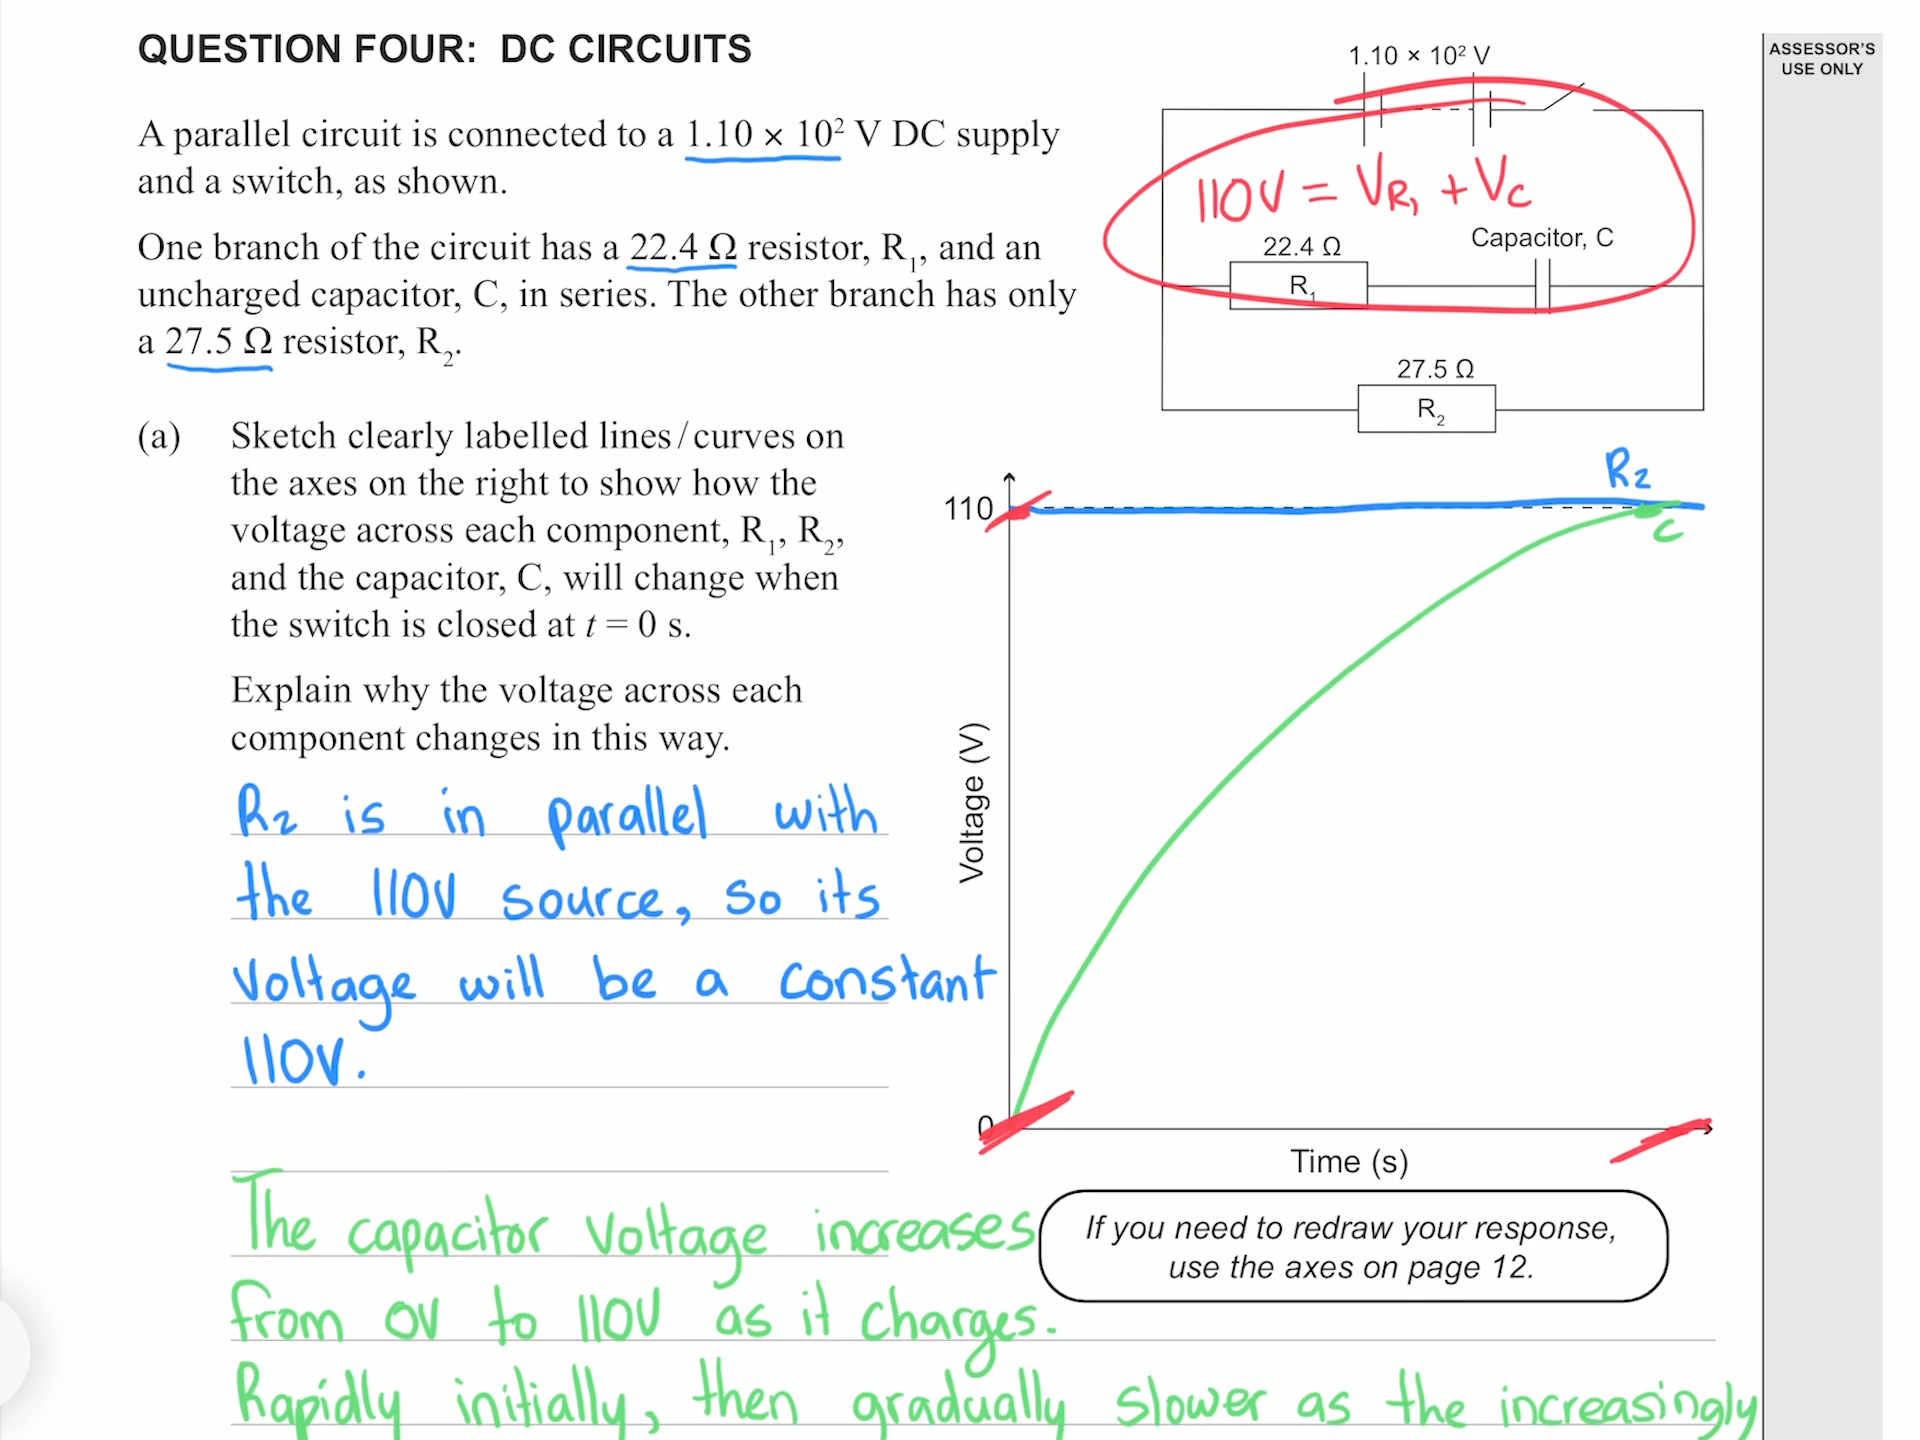 QUESTION FOUR: DC CIRCUITS
ASSESSOR'S
USE ONLY
A parallel circuit is connected to a 1.10 × 10² V DC supply
and a switch, as shown.
One branch of the circuit has a 22.4 Ω resistor, R₁, and an
uncharged capacitor, C, in series. The other branch has only
a 27.5 Ω resistor, R₂.
1.10 × 10² V
110V = VR₁ + Vc
22.4 Ω
Capacitor, C
R₁
27.5 Ω
R₂
(a) Sketch clearly labelled lines / curves on
the axes on the right to show how the
voltage across each component, R₁, R₂,
and the capacitor, C, will change when
the switch is closed at t = 0 s.
Explain why the voltage across each
component changes in this way.
R2 is in parallel with
the 110V source, so its
voltage will be a constant
110V.
R2
110
C
Voltage (V)
0
Time (s)
If you need to redraw your response,
use the axes on page 12.
The capacitor voltage increases
from 0V to 110V as it charges.
Rapidly initially, then gradually slower as the increasingly